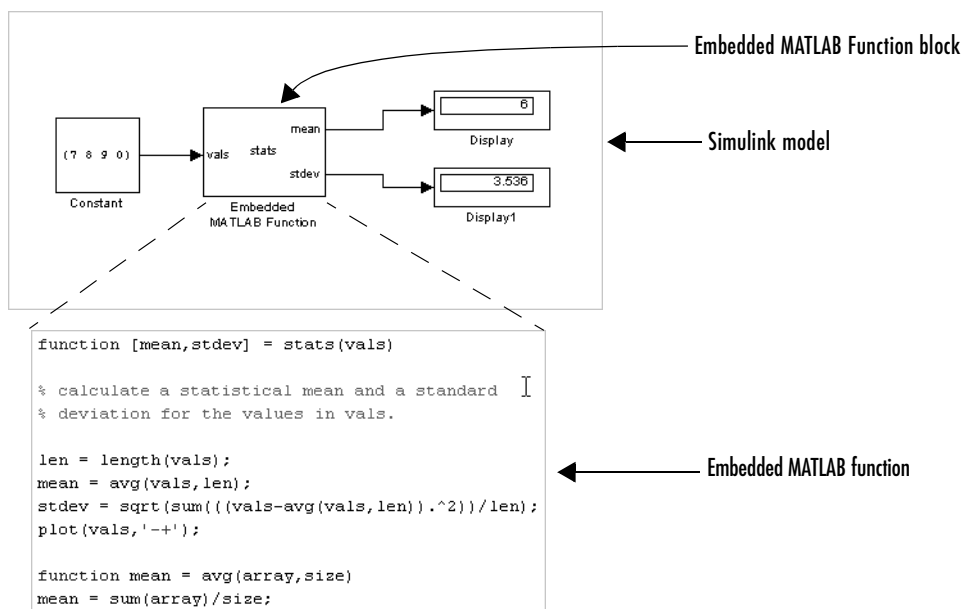 Embedded MATLAB Function block
mean
6
Display
Simulink model
(7 8 9 0)
vals
stats
stdev
3.536
Display1
Constant
Embedded
MATLAB Function
function [mean,stdev] = stats(vals)
% calculate a statistical mean and a standard
% deviation for the values in vals.
len = length(vals);
mean = avg(vals,len);
stdev = sqrt(sum(((vals-avg(vals,len)).^2))/len);
plot(vals,'-+');
Embedded MATLAB function
function mean = avg(array,size)
mean = sum(array)/size;